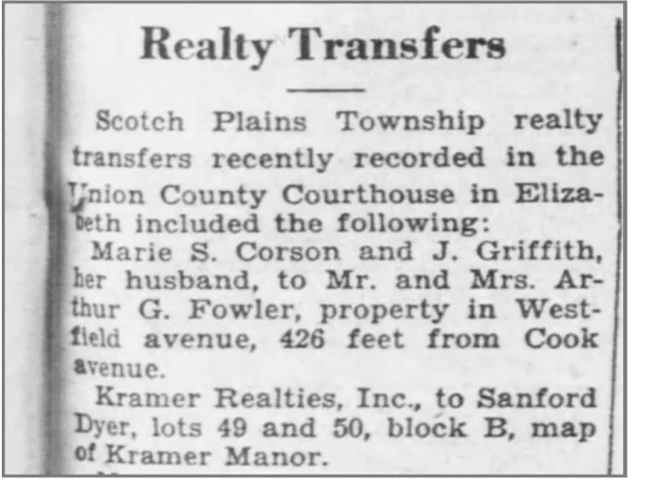 Realty Transfers
Scotch Plains Township realty
transfers recently recorded in the
Union County Courthouse in Eliza-
beth included the following:
Marie S. Corson and J. Griffith,
her husband, to Mr. and Mrs. Ar-
thur G. Fowler, property in West-
field avenue, 426 feet from Cook
avenue.
Kramer Realties, Inc., to Sanford
Dyer, lots 49 and 50, block B, map
of Kramer Manor.